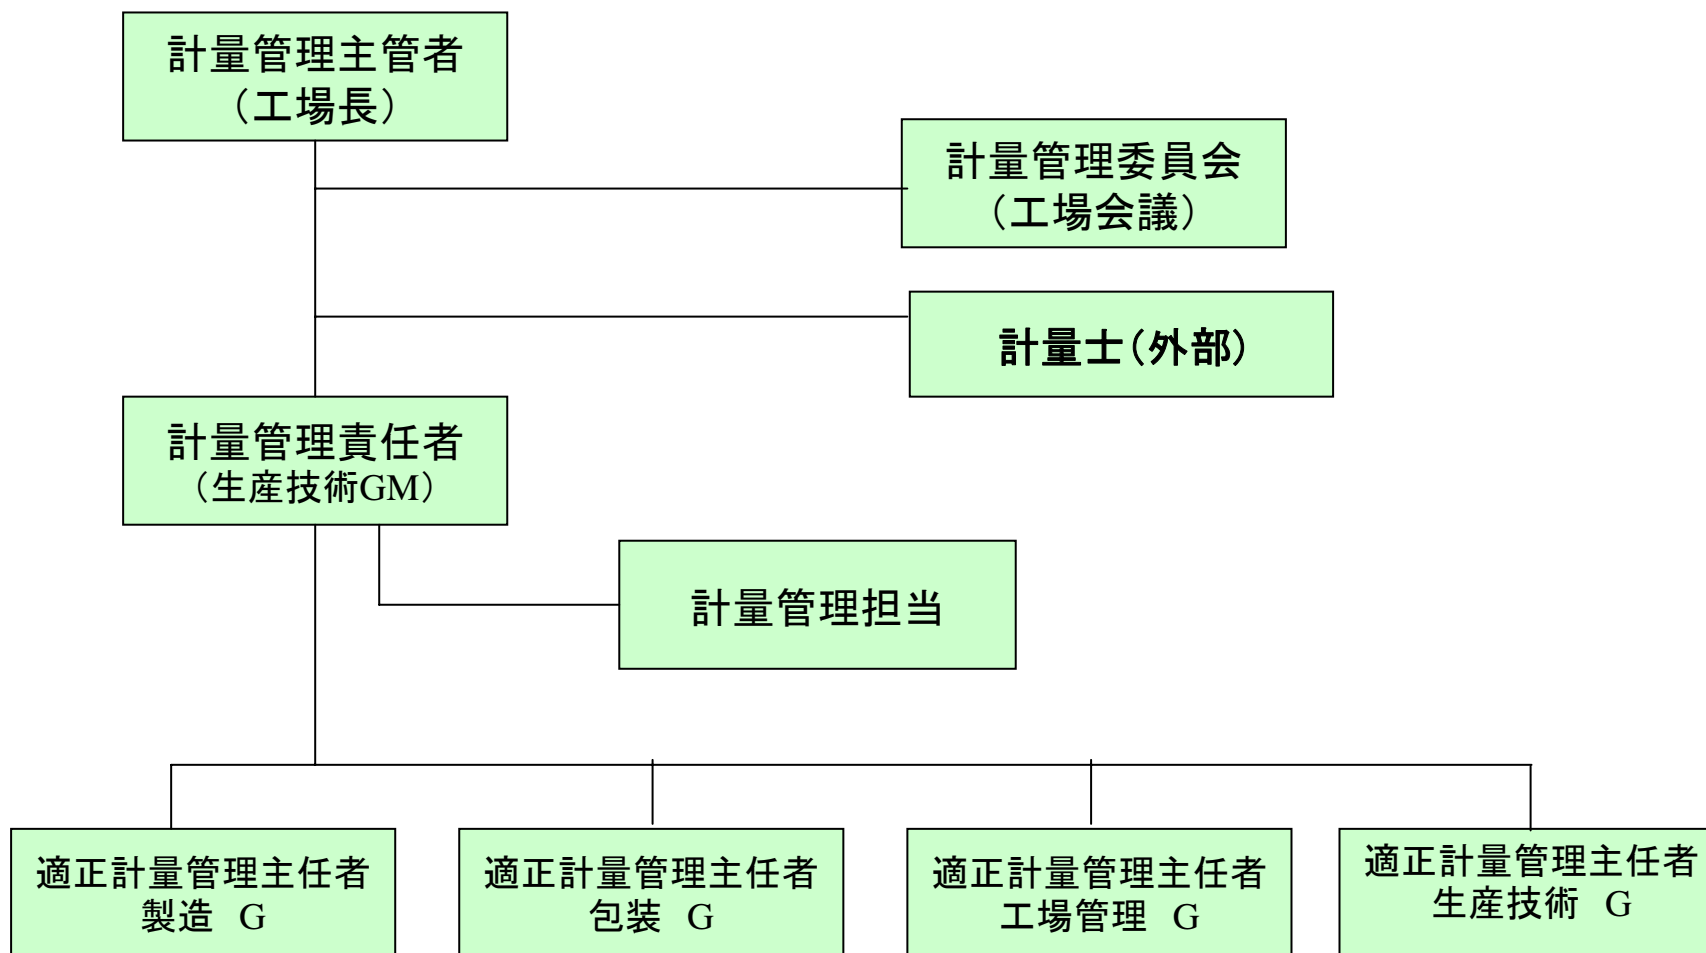 計量管理主管者
（工場長）
計量管理委員会
（工場会議）
計量士（外部）
計量管理責任者
（生産技術GM）
計量管理担当
適正計量管理主任者
製造　G
適正計量管理主任者
包装　G
適正計量管理主任者
工場管理　G
適正計量管理主任者
生産技術　G